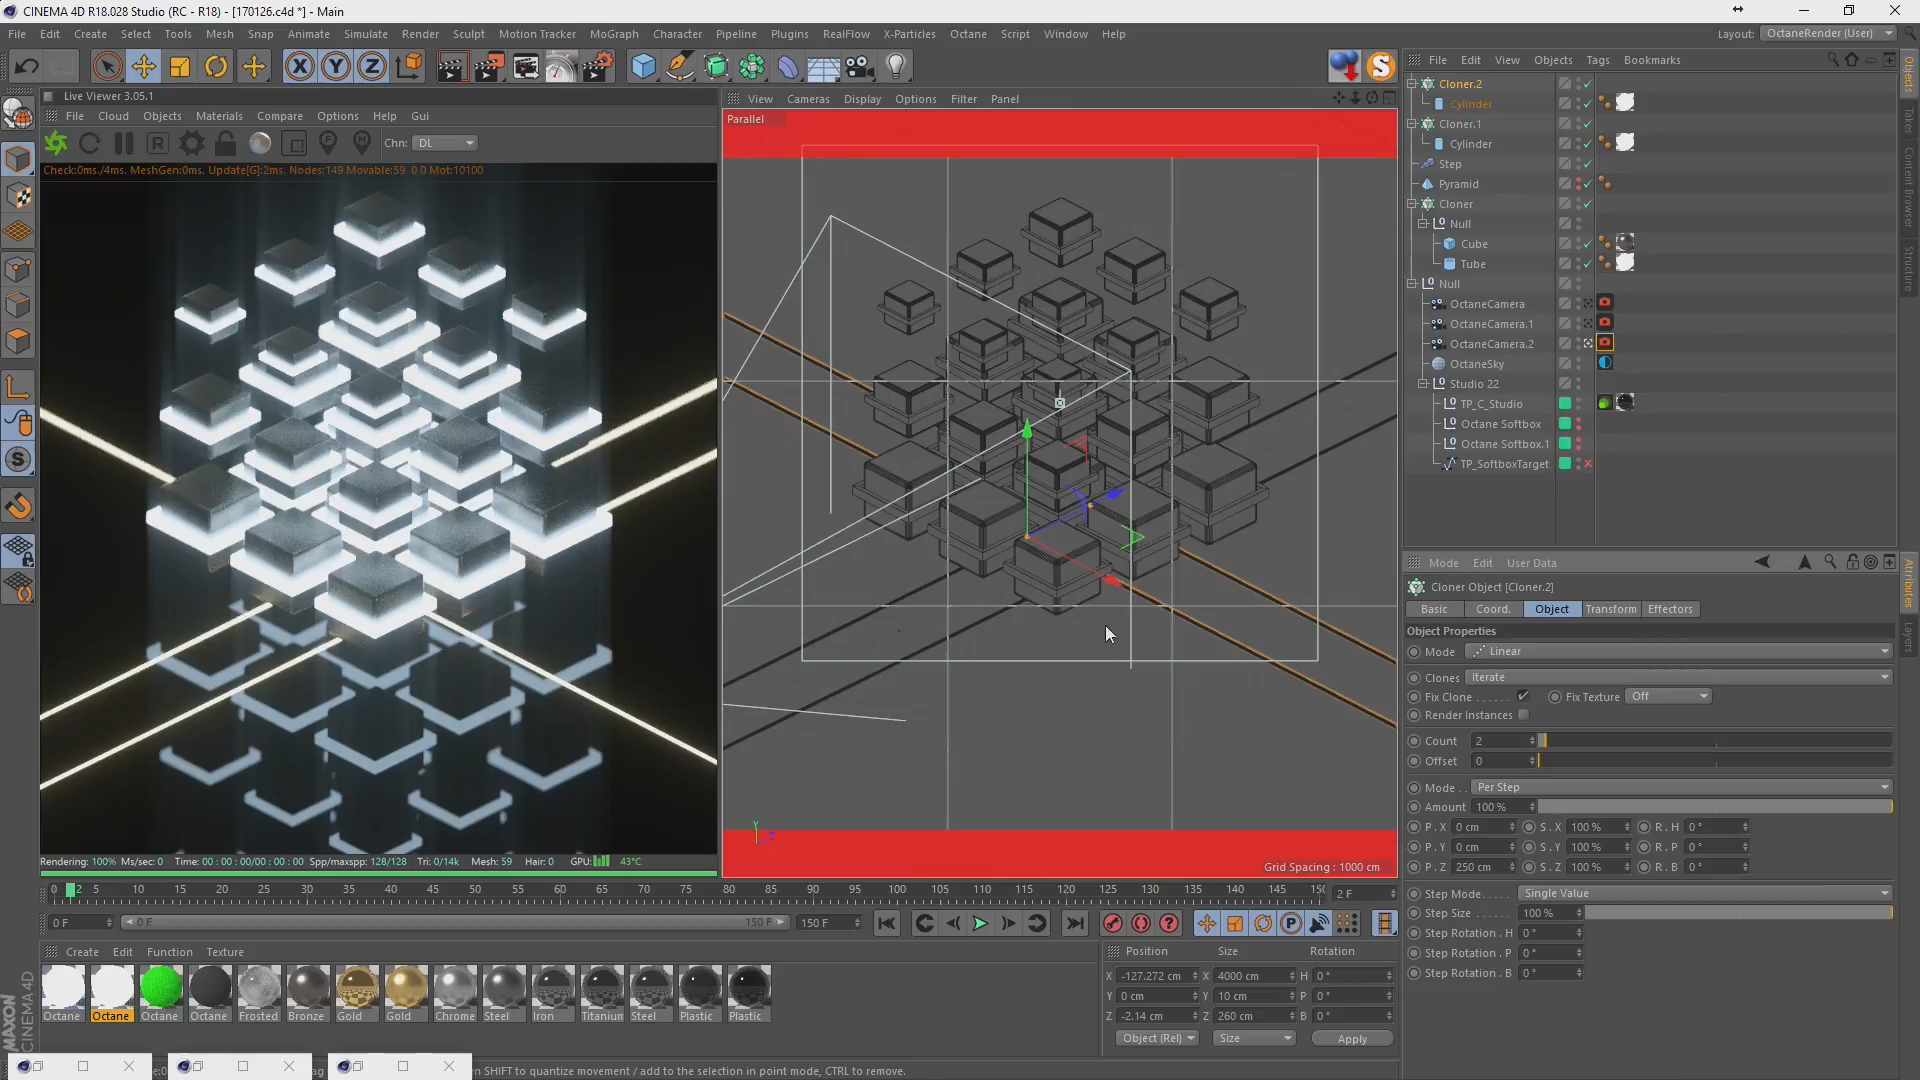 CINEMA 4D R18.028 Studio (RC - R18) - [170126.c4d *] - Main
File Edit Create Select Tools Mesh Snap Animate Simulate Render Sculpt Motion Tracker MoGraph Character Pipeline Plugins RealFlow X-Particles Octane Script Window Help
Layout: OctaneRender (User)
X Y Z
Live Viewer 3.05.1
File Cloud Objects Materials Compare Options Help Gui
R
M
Chn: DL
Check:0ms./4ms. MeshGen:0ms. Update[G]:2ms. Nodes:149 Movable:59 0 0 Mot:10100
Rendering: 100% Ms/sec: 0 Time: 00 : 00 : 00/00 : 00 : 00 Spp/maxspp: 128/128 Tri: 0/14k Mesh: 59 Hair: 0 GPU: 43°C
View Cameras Display Options Filter Panel
Parallel
Y
Z
Grid Spacing : 1000 cm
File Edit View Objects Tags Bookmarks
Cloner.2
Cylinder
Cloner.1
Cylinder
Step
Pyramid
Cloner
Null
Cube
Tube
Null
OctaneCamera
OctaneCamera.1
OctaneCamera.2
OctaneSky
Studio 22
TP_C_Studio
Octane Softbox
Octane Softbox.1
TP_SoftboxTarget
Objects
Takes
Content Browser
Structure
Attributes
Layers
Mode Edit User Data
Cloner Object [Cloner.2]
Basic Coord. Object Transform Effectors
Object Properties
Mode Linear
Clones Iterate
Fix Clone . . . . . . Fix Texture Off
Render Instances
Count 2
Offset 0
Mode . . Per Step
Amount 100 %
P . X 0 cm S . X 100 % R . H 0 °
P . Y 0 cm S . Y 100 % R . P 0 °
P . Z 250 cm S . Z 100 % R . B 0 °
Step Mode. . . . . Single Value
Step Size . . . . . . 100 %
Step Rotation . H 0 °
Step Rotation . P 0 °
Step Rotation . B 0 °
0 2 5 10 15 20 25 30 35 40 45 50 55 60 65 70 75 80 85 90 95 100 105 110 115 120 125 130 135 140 145 150 2 F
0 F 0 F 150 F 150 F
Create Edit Function Texture
Octane Octane Octane Octane Frosted Bronze Gold Gold Chrome Steel Iron Titanium Steel Plastic Plastic
Position Size Rotation
X -127.272 cm X 4000 cm H 0 °
Y 0 cm Y 10 cm P 0 °
Z -2.14 cm Z 260 cm B 0 °
Object (Rel) Size Apply
MAXON
CINEMA 4D
SHIFT to quantize movement / add to the selection in point mode, CTRL to remove.